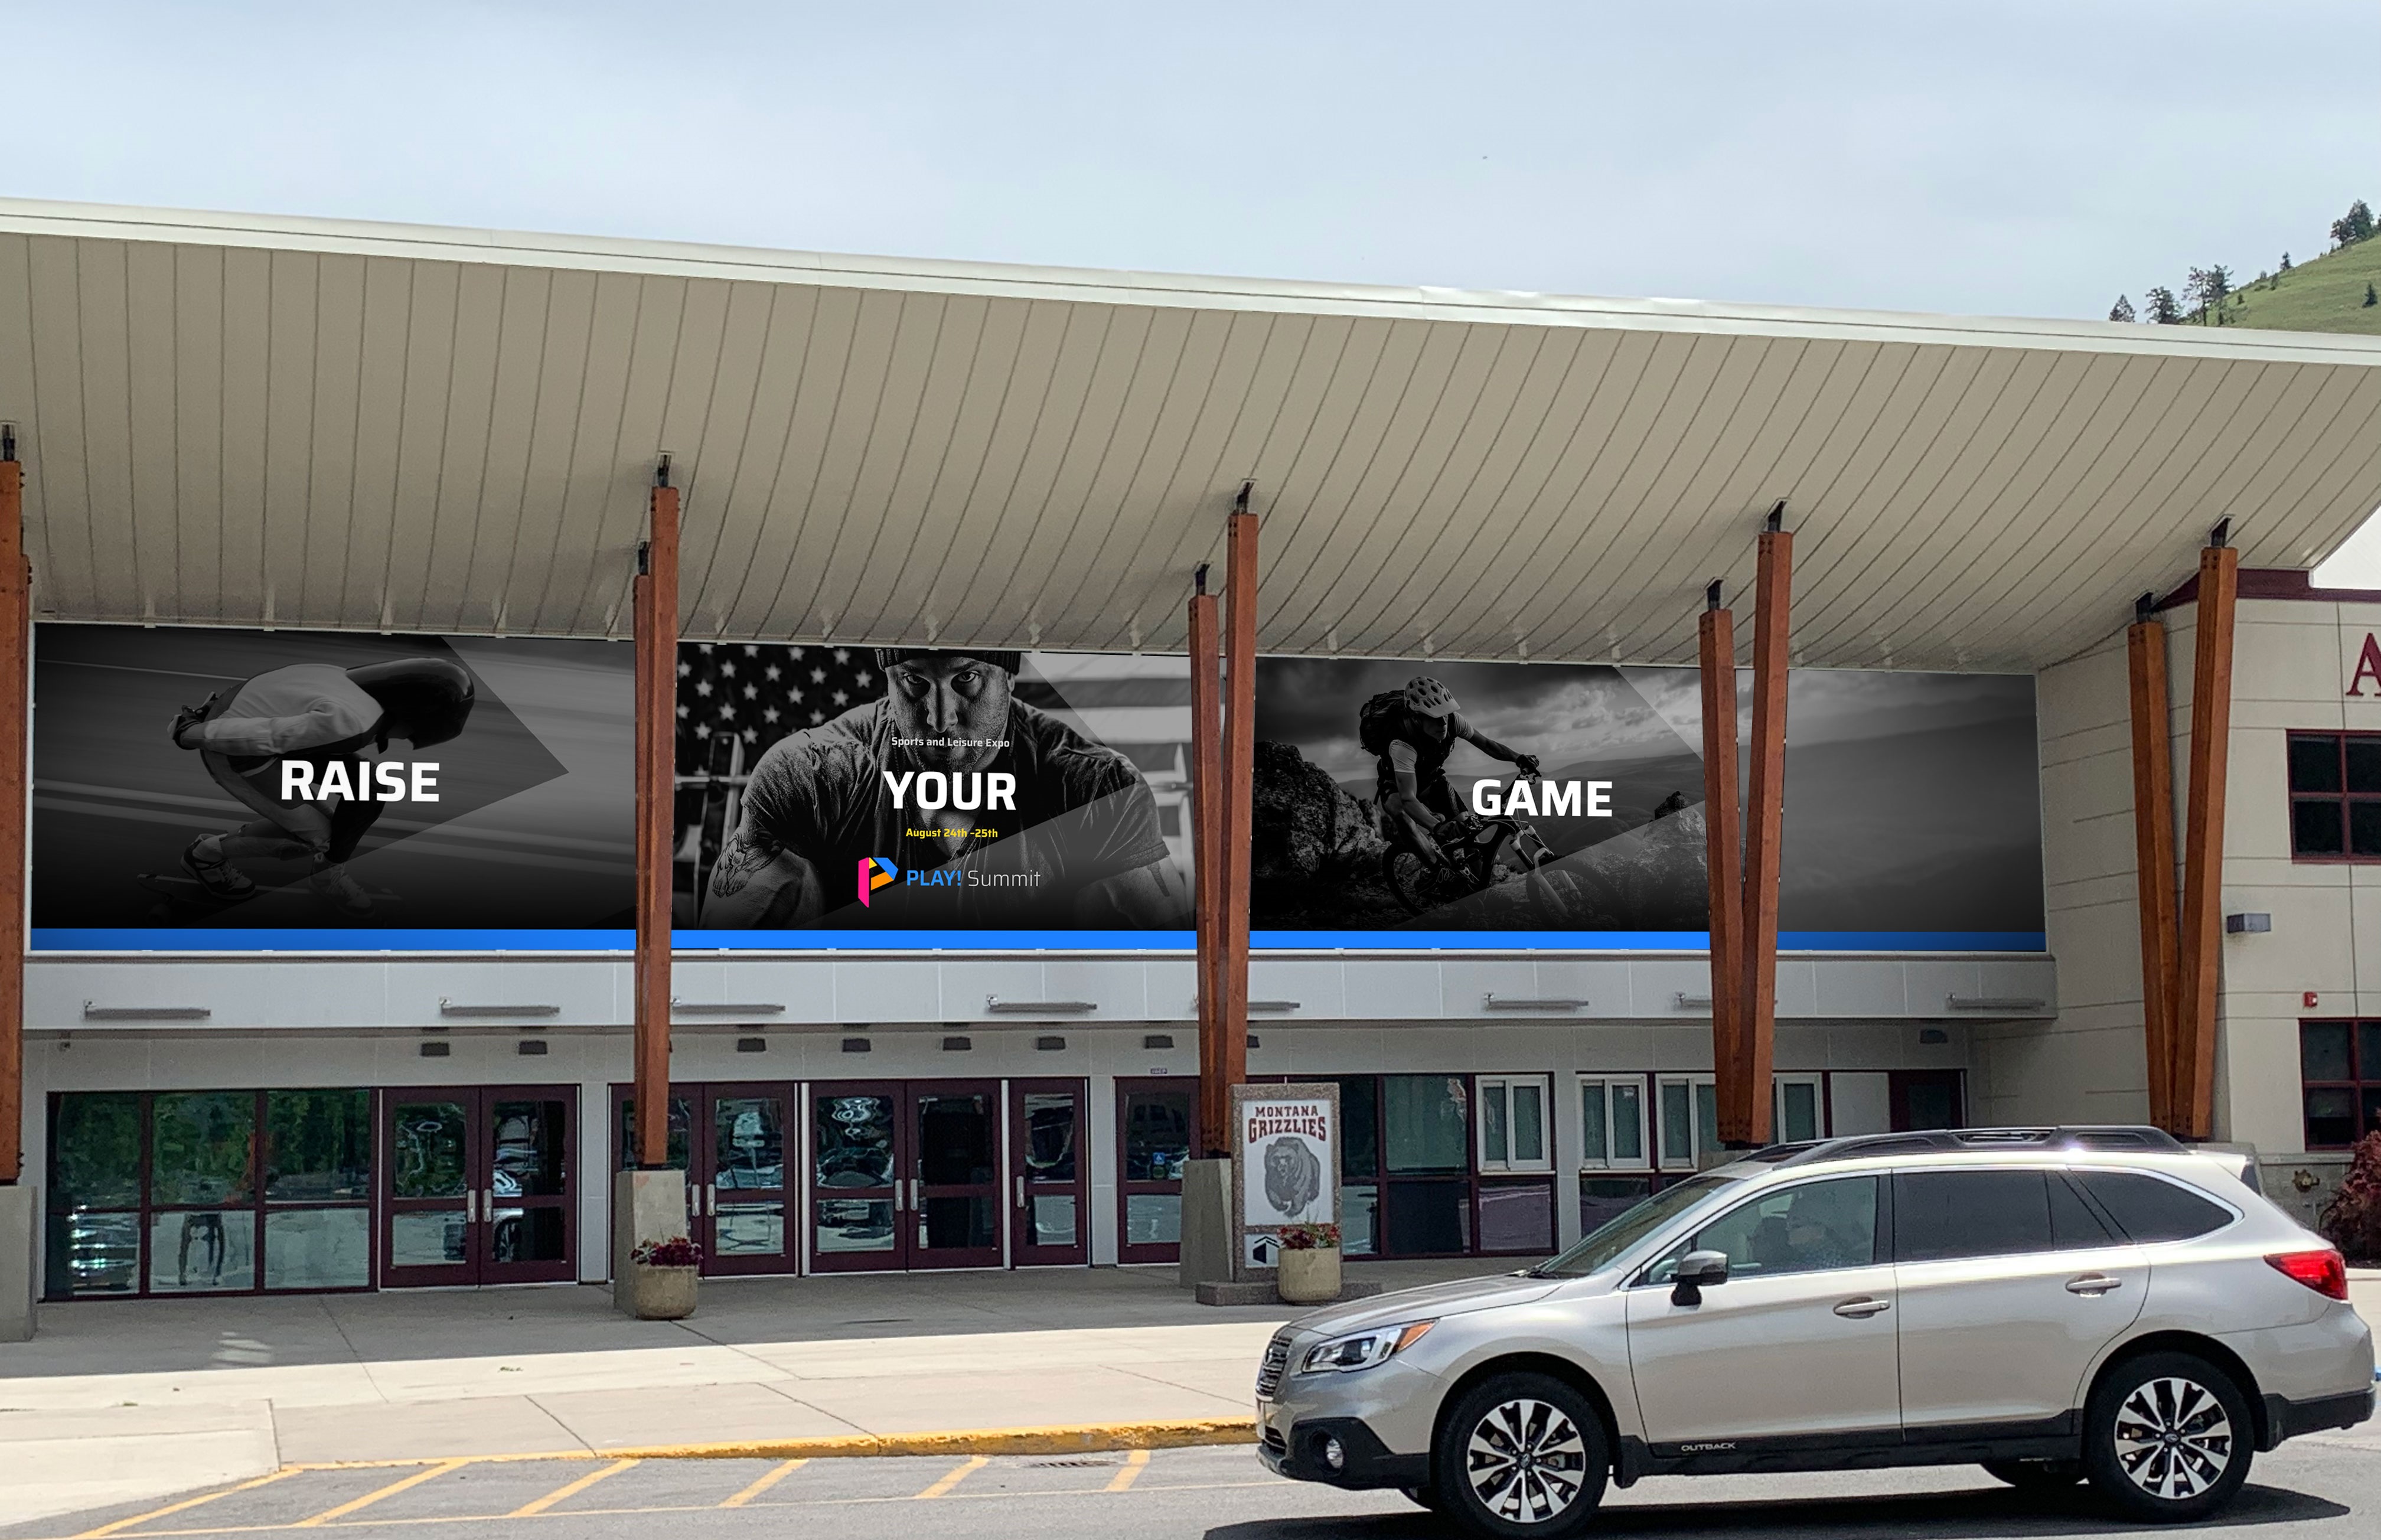 RAISE
Sports and Leisure Expo
YOUR
August 24th -25th
PLAY! Summit
GAME
A
MONTANA
GRIZZLIES
OUTBACK